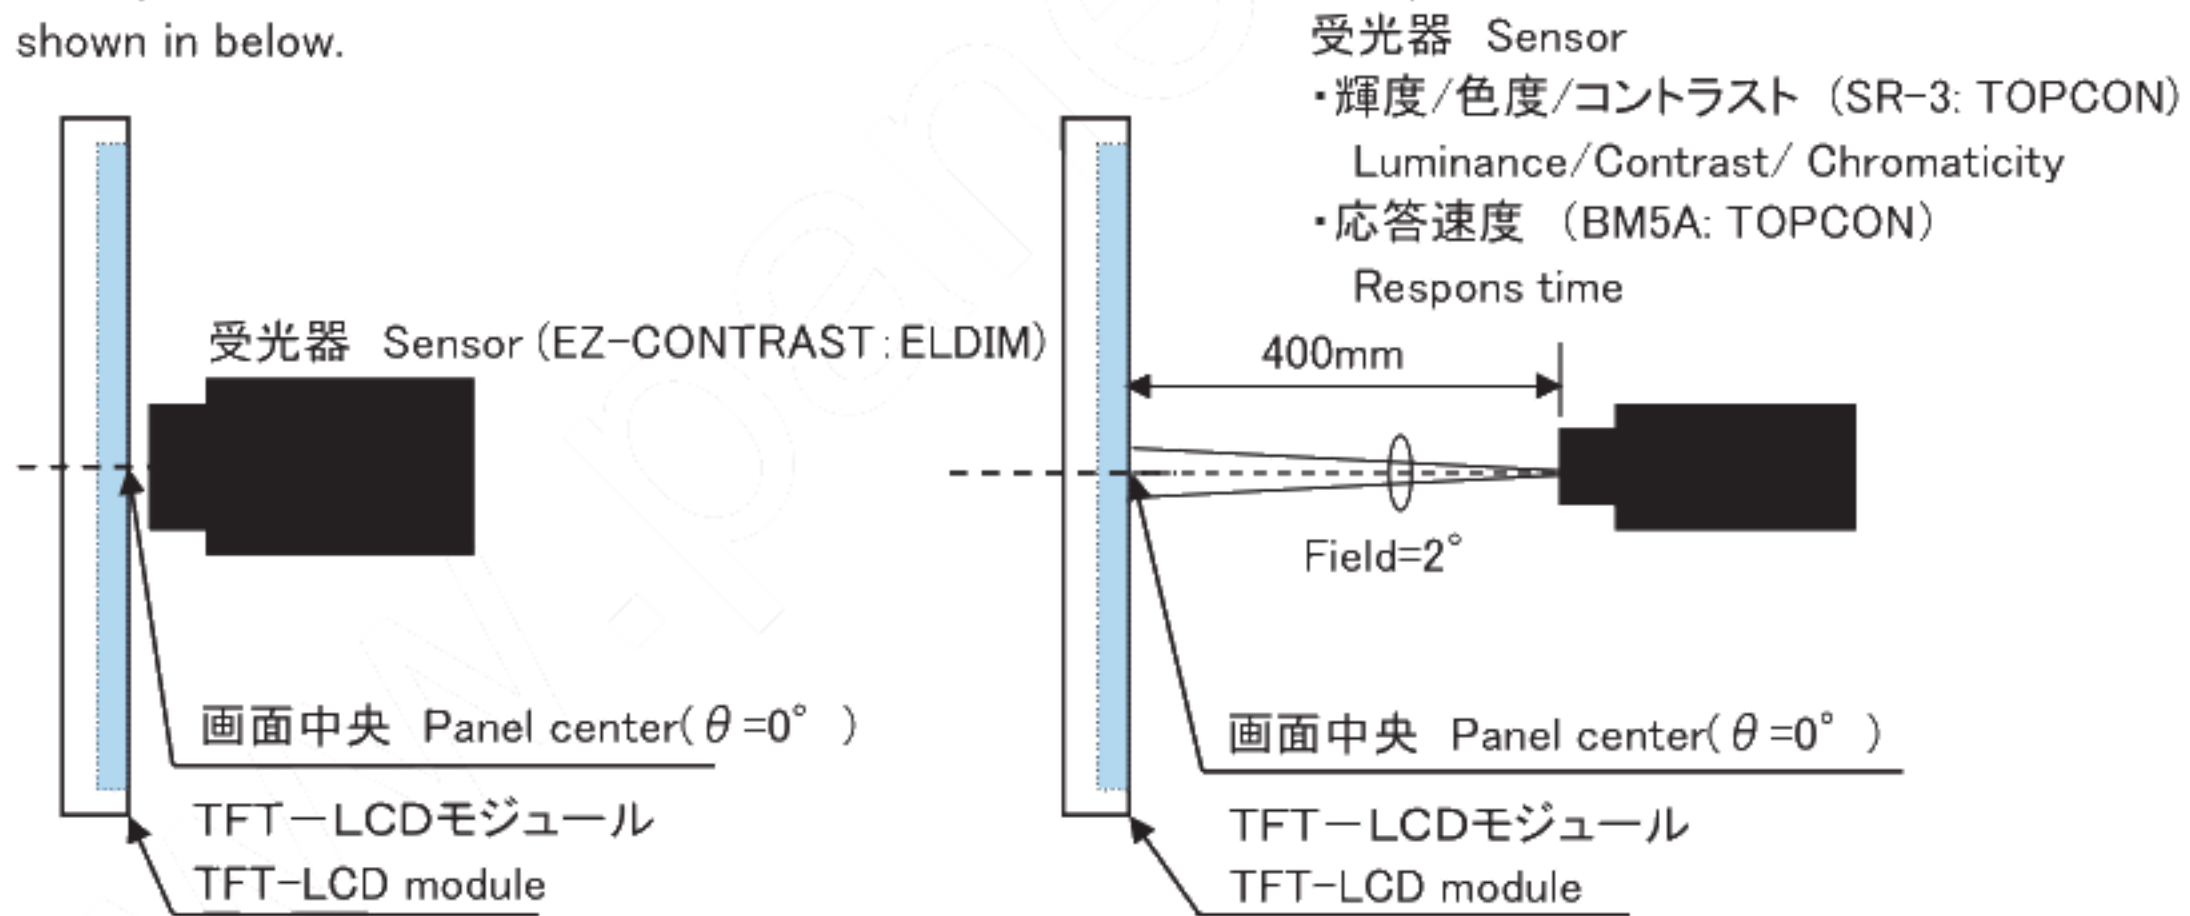 shown in below.
受光器 Sensor (EZ-CONTRAST:ELDIM)
画面中央 Panel center(θ=0° )
TFT-LCDモジュール
TFT-LCD module
受光器 Sensor
・輝度/色度/コントラスト (SR-3: TOPCON)
Luminance/Contrast/ Chromaticity
・応答速度 (BM5A: TOPCON)
Respons time
400mm
Field=2°
画面中央 Panel center(θ=0° )
TFT-LCDモジュール
TFT-LCD module